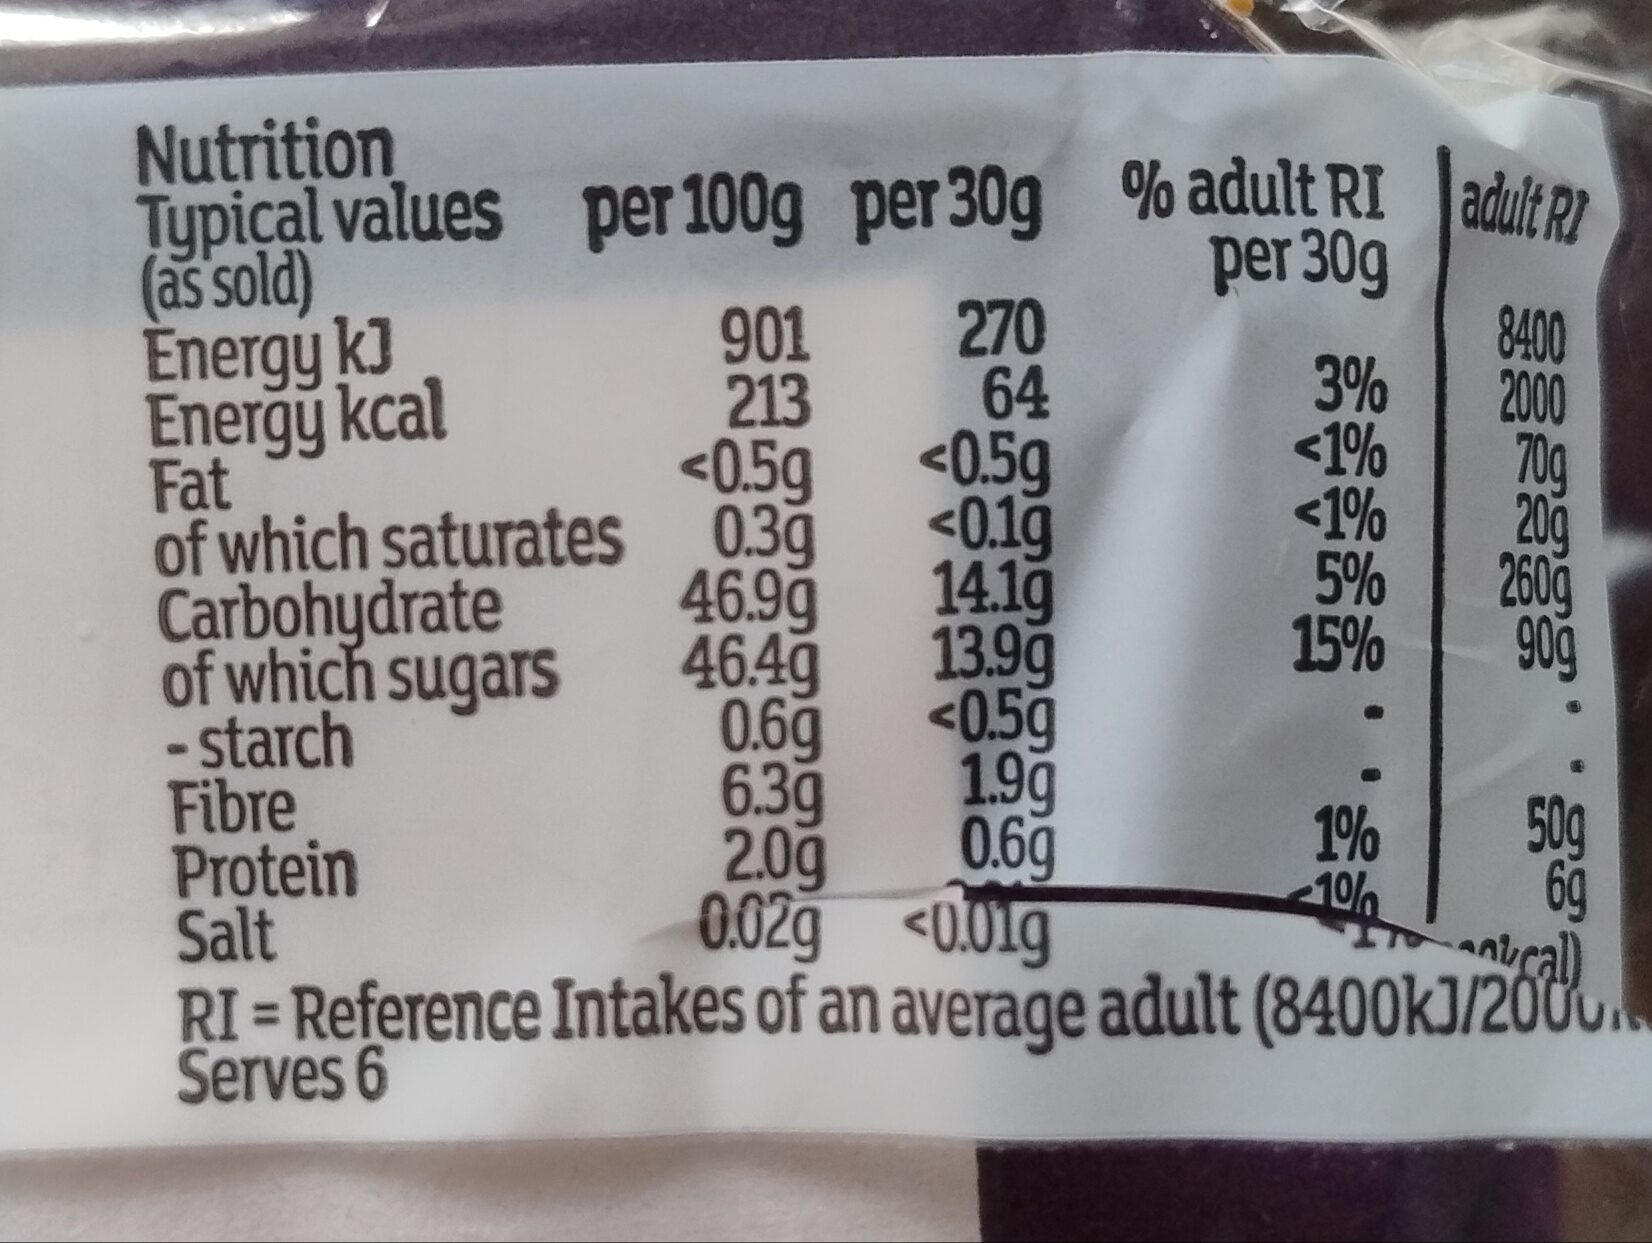 Nutrition
Typical values per 100g per 30g % adult RI adult RI
(as sold) per 30g
Energy kJ 901 270 8400
Energy kcal 213 64 3% 2000
Fat <0.5g <0.5g <1% 70g
of which saturates 0.3g <0.1g <1% 20g
Carbohydrate 46.9g 14.1g 5% 260g
of which sugars 46.4g 13.9g 15% 90g
- starch 0.6g <0.5g - -
Fibre 6.3g 1.9g - -
Protein 2.0g 0.6g 1% 50g
Salt 0.02g <0.01g <1% 6g
RI = Reference Intakes of an average adult (8400kJ/2000kcal)
Serves 6